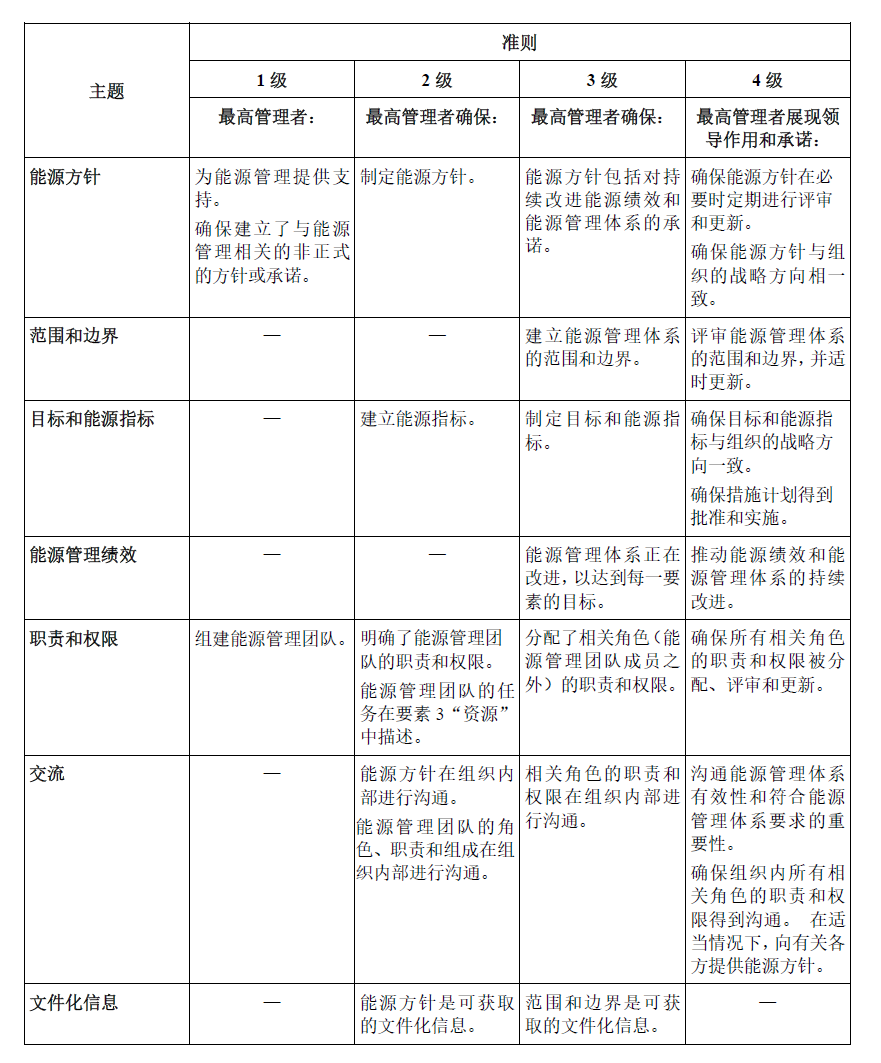 主题
准则
1 级
2 级
3 级
4 级
最高管理者：
最高管理者确保：
最高管理者确保：
最高管理者展现领
导作用和承诺：
能源方针
为能源管理提供支
持。
确保建立了与能源
管理相关的非正式
的方针或承诺。
制定能源方针。
能源方针包括对持
续改进能源绩效和
能源管理体系的承
诺。
确保能源方针在必
要时定期进行评审
和更新。
确保能源方针与组
织的战略方向相一
致。
范围和边界
—
—
建立能源管理体系
的范围和边界。
评审能源管理体系
的范围和边界，并适
时更新。
目标和能源指标
—
建立能源指标。
制定目标和能源指
标。
确保目标和能源指
标与组织的战略方
向一致。
确保措施计划得到
批准和实施。
能源管理绩效
—
—
能源管理体系正在
改进，以达到每一要
素的目标。
推动能源绩效和能
源管理体系的持续
改进。
职责和权限
组建能源管理团队。
明确了能源管理团
队的职责和权限。
能源管理团队的任
务在要素 3“资源”
中描述。
分配了相关角色（能
源管理团队成员之
外）的职责和权限。
确保所有相关角色
的职责和权限被分
配、评审和更新。
交流
—
能源方针在组织内
部进行沟通。
能源管理团队的角
色、职责和组成在组
织内部进行沟通。
相关角色的职责和
权限在组织内部进
行沟通。
沟通能源管理体系
有效性和符合能源
管理体系要求的重
要性。
确保组织内所有相
关角色的职责和权
限得到沟通。 在适
当情况下，向有关各
方提供能源方针。
文件化信息
—
能源方针是可获取
的文件化信息。
范围和边界是可获
取的文件化信息。
—